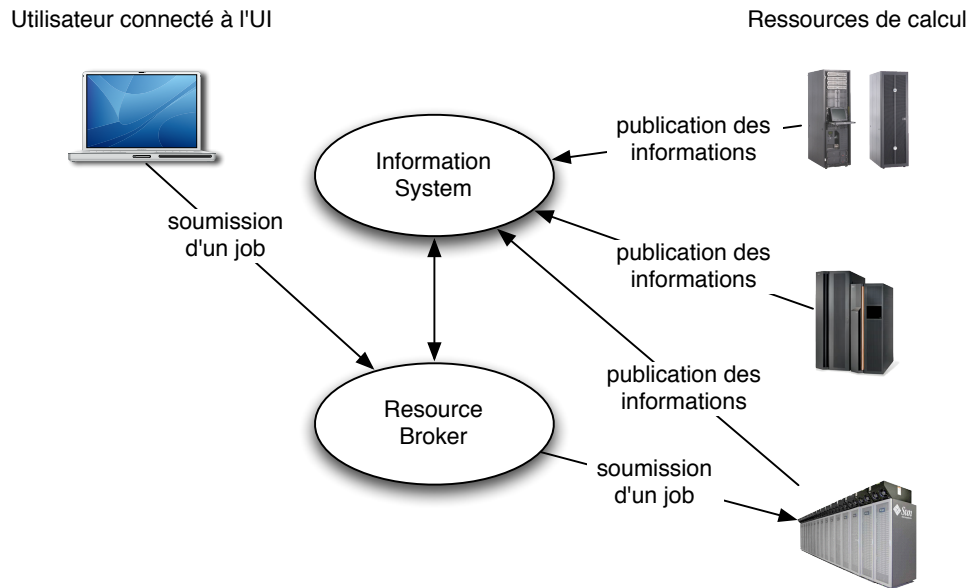 Utilisateur connecté à l'UI
Ressources de calcul
publication des
informations
Information
System
soumission
d'un job
publication des
informations
publication des
informations
Resource
Broker
soumission
d'un job
Sun